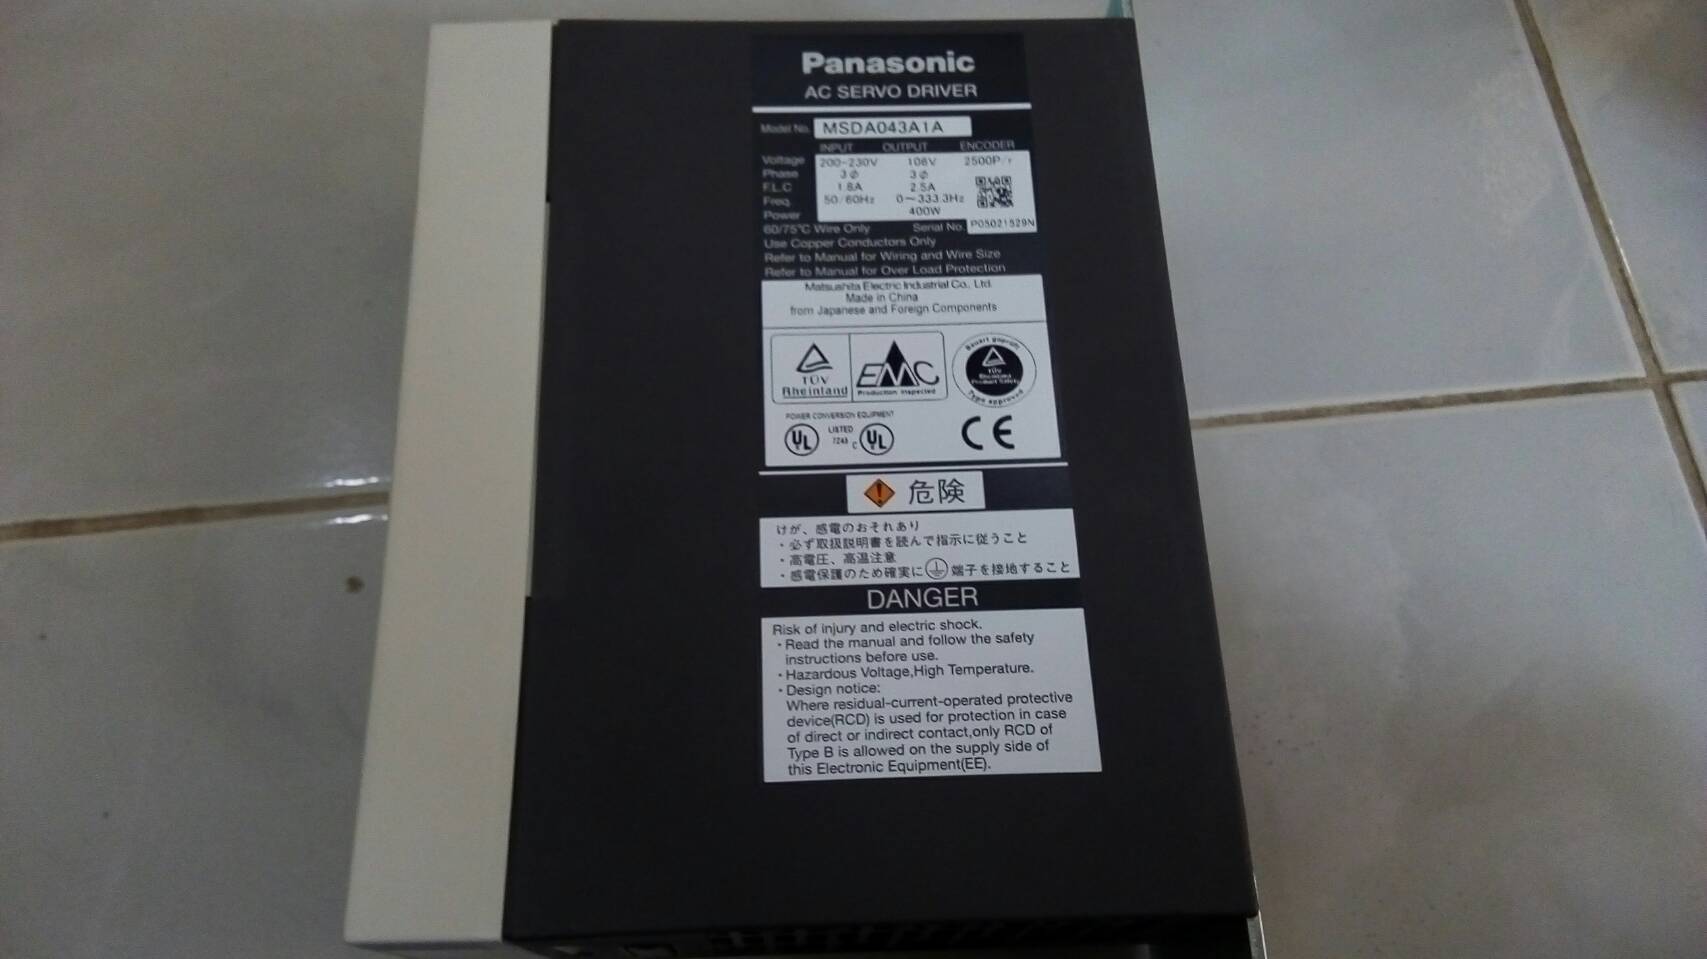 Panasonic
AC SERVO DRIVER
Model No. MSDA043A1A
INPUT OUTPUT ENCODER
Voltage 200-230V 106V 2500P/r
Phase 3φ 3φ
F.L.C 1.8A 2.5A
Freq. 50/60Hz 0~333.3Hz
Power 400W
60/75°C Wire Only Serial No. P05021529N
Use Copper Conductors Only
Refer to Manual for Wiring and Wire Size
Refer to Manual for Over Load Protection
Matsushita Electric Industrial Co., Ltd.
Made in China
from Japanese and Foreign Components
TÜV
Rheinland
EMC
Production Inspected
Bauart geprüft
TÜV
Rheinland
Product Safety
Type approved
POWER CONVERSION EQUIPMENT
UL LISTED C UL
CE
危険
けが、感電のおそれあり
・必ず取扱説明書を読んで指示に従うこと
・高電圧、高温注意
・感電保護のため確実に端子を接地すること
DANGER
Risk of injury and electric shock.
・Read the manual and follow the safety
instructions before use.
・Hazardous Voltage,High Temperature.
・Design notice:
Where residual-current-operated protective
device(RCD) is used for protection in case
of direct or indirect contact,only RCD of
Type B is allowed on the supply side of
this Electronic Equipment(EE).